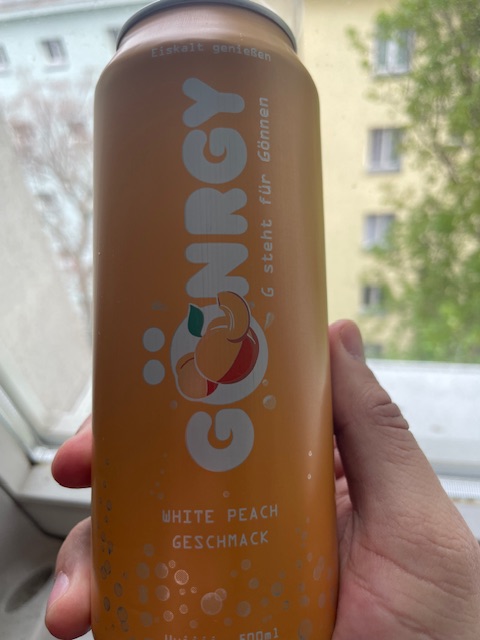 Eiskalt genießen
GÖNRGY
G steht für Gönnen
WHITE PEACH
GESCHMACK
500ml